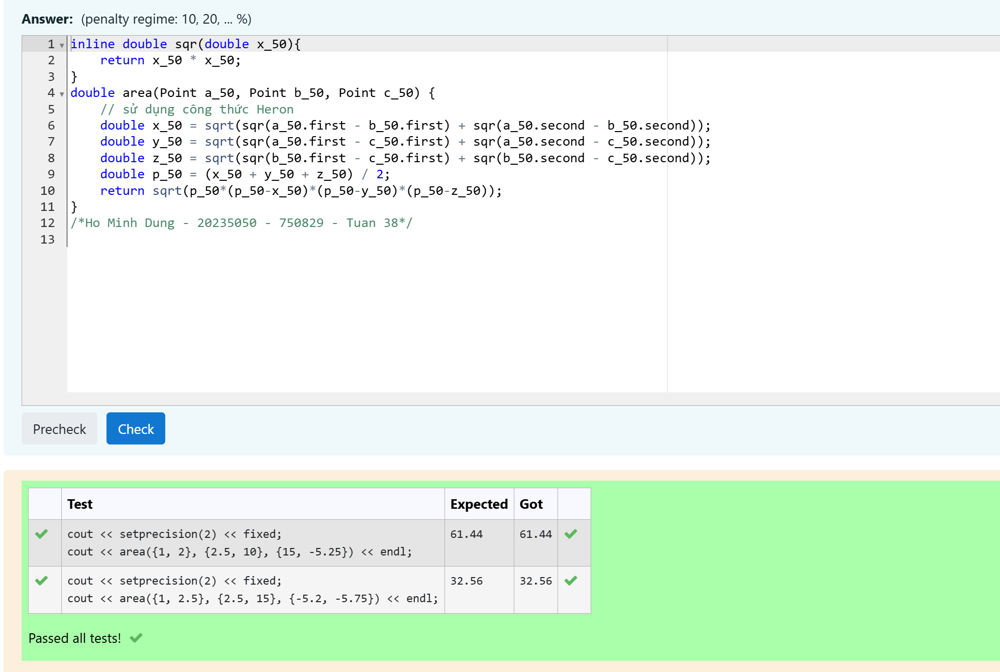 Answer: (penalty regime: 10, 20, ... %)
1 inline double sqr(double x_50){
2     return x_50 * x_50;
3 }
4 double area(Point a_50, Point b_50, Point c_50) {
5     // sử dụng công thức Heron
6     double x_50 = sqrt(sqr(a_50.first - b_50.first) + sqr(a_50.second - b_50.second));
7     double y_50 = sqrt(sqr(a_50.first - c_50.first) + sqr(a_50.second - c_50.second));
8     double z_50 = sqrt(sqr(b_50.first - c_50.first) + sqr(b_50.second - c_50.second));
9     double p_50 = (x_50 + y_50 + z_50) / 2;
10     return sqrt(p_50*(p_50-x_50)*(p_50-y_50)*(p_50-z_50));
11 }
12 /*Ho Minh Dung - 20235050 - 750829 - Tuan 38*/
13
Precheck Check
Test Expected Got
cout << setprecision(2) << fixed; 61.44 61.44
cout << area({1, 2}, {2.5, 10}, {15, -5.25}) << endl;
cout << setprecision(2) << fixed; 32.56 32.56
cout << area({1, 2.5}, {2.5, 15}, {-5.2, -5.75}) << endl;
Passed all tests!